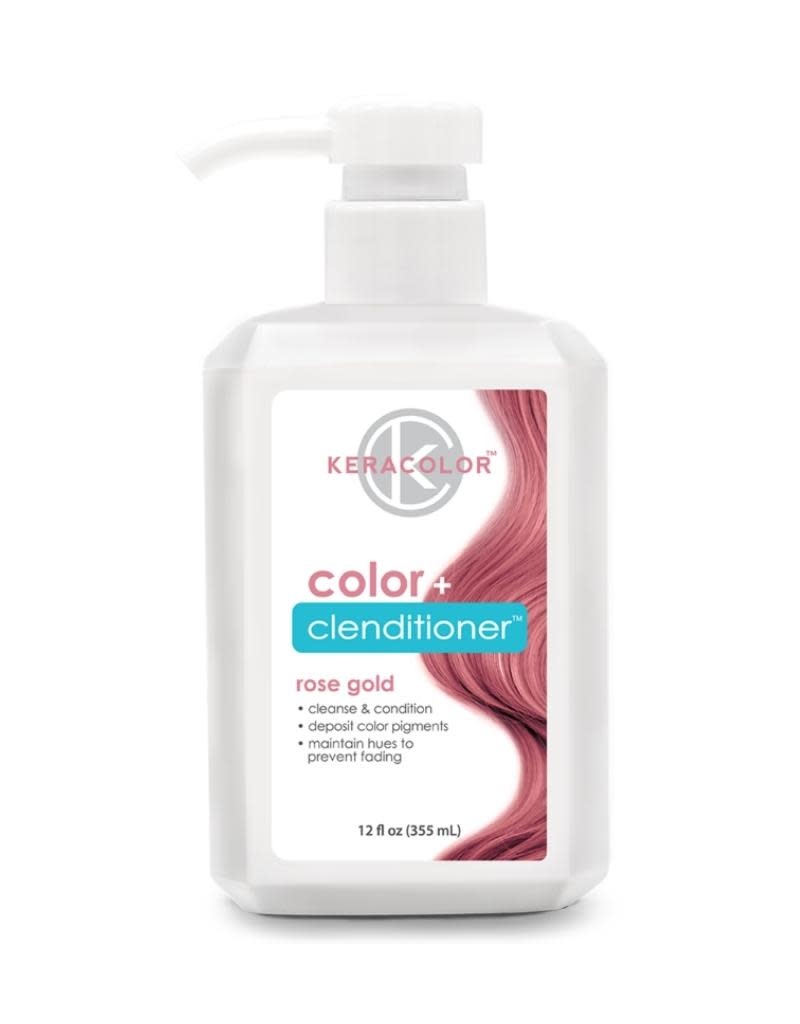 KERACOLOR™
color +
clenditioner™
rose gold
• cleanse & condition
• deposit color pigments
• maintain hues to
prevent fading
12 fl oz (355 mL)